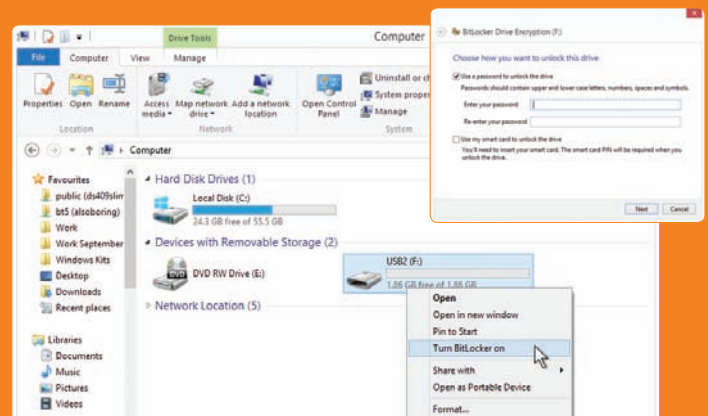 Drive Tools
Computer
File
Computer
View
Manage
Properties
Open
Rename
Access media
Map network drive
Add a network location
Open Control Panel
Uninstall or ch
System proper
Manage
Location
Network
System
Computer
Favourites
public (ds409slim
bt5 (alsoboring)
Work
Work September
Windows Kits
Desktop
Downloads
Recent places
Libraries
Documents
Music
Pictures
Videos
Hard Disk Drives (1)
Local Disk (C:)
24.3 GB free of 55.5 GB
Devices with Removable Storage (2)
DVD RW Drive (E:)
USB2 (F:)
1.86 GB free of 1.86 GB
Network Location (5)
Open
Open in new window
Pin to Start
Turn BitLocker on
Share with
Open as Portable Device
Format...
BitLocker Drive Encryption (F:)
Choose how you want to unlock this drive
Use a password to unlock the drive
Passwords should contain upper and lower case letters, numbers, spaces and symbols.
Enter your password
Re-enter your password
Use my smart card to unlock the drive
You'll need to insert your smart card. The smart card PIN will be required when you
unlock the drive.
Next
Cancel